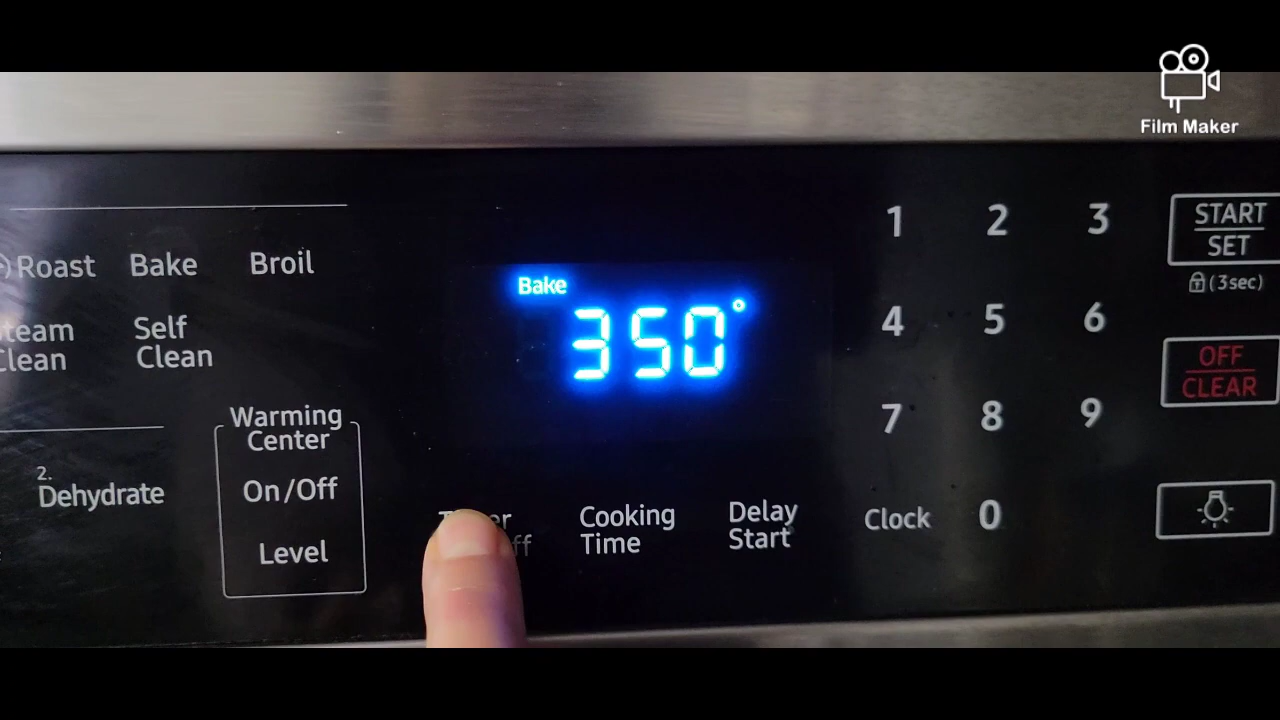 Film Maker
Roast
Bake
Broil
Clean
Self
Clean
Warming
Center
On/Off
Level
2.
Dehydrate
Bake
350°
Cooking
Time
Delay
Start
Clock
1 2 3
4 5 6
7 8 9
0
START
SET
(3sec)
OFF
CLEAR